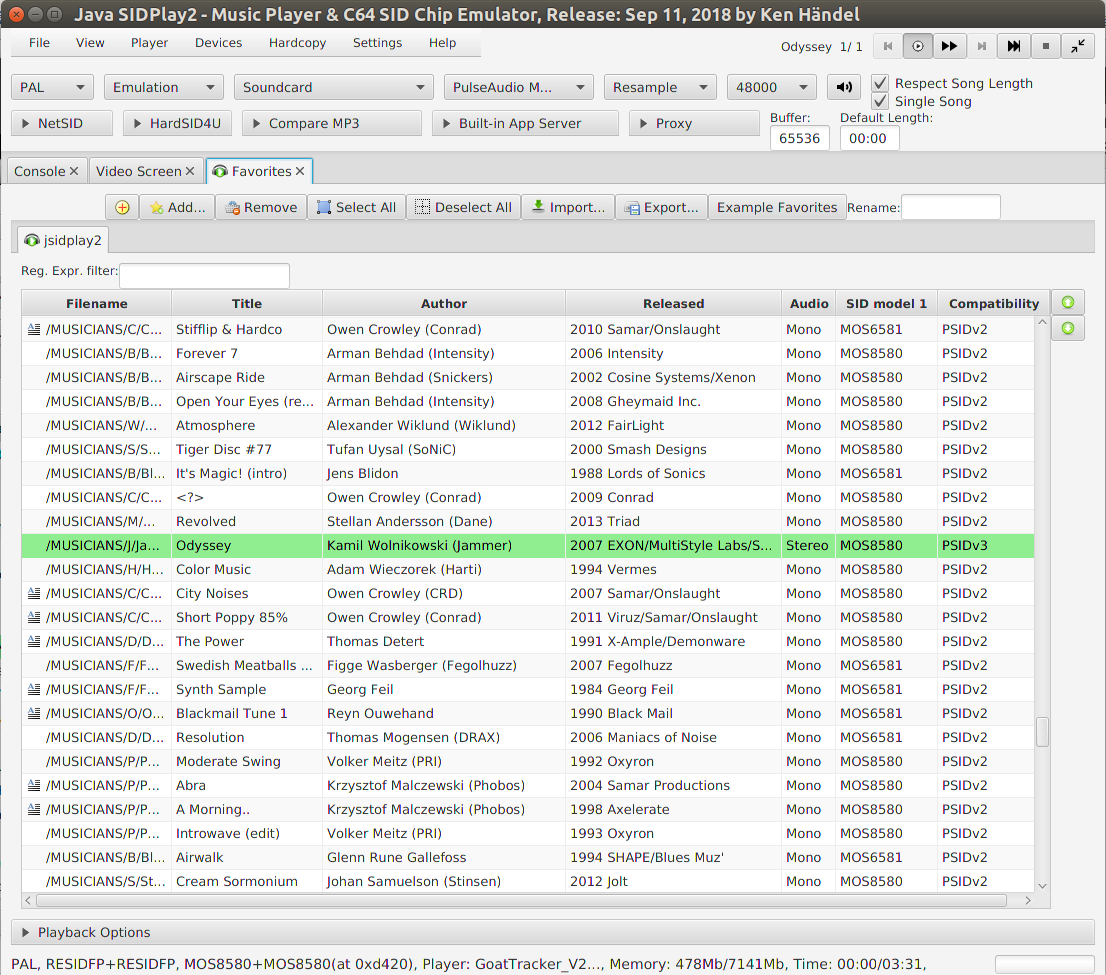 Java SIDPlay2 - Music Player & C64 SID Chip Emulator, Release: Sep 11, 2018 by Ken Händel
File View Player Devices Hardcopy Settings Help Odyssey 1/ 1
PAL Emulation Soundcard PulseAudio M... Resample 48000 Respect Song Length
Single Song
NetSID HardSID4U Compare MP3 Built-in App Server Proxy Buffer: Default Length:
65536 00:00
Console Video Screen Favorites
Add... Remove Select All Deselect All Import... Export... Example Favorites Rename:
jsidplay2
Reg. Expr. filter:
Filename Title Author Released Audio SID model 1 Compatibility
/MUSICIANS/C/C... Stifflip & Hardco Owen Crowley (Conrad) 2010 Samar/Onslaught Mono MOS6581 PSIDv2
/MUSICIANS/B/B... Forever 7 Arman Behdad (Intensity) 2006 Intensity Mono MOS8580 PSIDv2
/MUSICIANS/B/B... Airscape Ride Arman Behdad (Snickers) 2002 Cosine Systems/Xenon Mono MOS8580 PSIDv2
/MUSICIANS/B/B... Open Your Eyes (re... Arman Behdad (Intensity) 2008 Gheymaid Inc. Mono MOS8580 PSIDv2
/MUSICIANS/W/... Atmosphere Alexander Wiklund (Wiklund) 2012 FairLight Mono MOS8580 PSIDv2
/MUSICIANS/S/S... Tiger Disc #77 Tufan Uysal (SoNiC) 2000 Smash Designs Mono MOS8580 PSIDv2
/MUSICIANS/B/Bl... It's Magic! (intro) Jens Blidon 1988 Lords of Sonics Mono MOS6581 PSIDv2
/MUSICIANS/C/C... <?> Owen Crowley (Conrad) 2009 Conrad Mono MOS8580 PSIDv2
/MUSICIANS/M/... Revolved Stellan Andersson (Dane) 2013 Triad Mono MOS8580 PSIDv2
/MUSICIANS/J/Ja... Odyssey Kamil Wolnikowski (Jammer) 2007 EXON/MultiStyle Labs/S... Stereo MOS8580 PSIDv3
/MUSICIANS/H/H... Color Music Adam Wieczorek (Harti) 1994 Vermes Mono MOS8580 PSIDv2
/MUSICIANS/C/C... City Noises Owen Crowley (CRD) 2007 Samar/Onslaught Mono MOS8580 PSIDv2
/MUSICIANS/C/C... Short Poppy 85% Owen Crowley (Conrad) 2011 Viruz/Samar/Onslaught Mono MOS8580 PSIDv2
/MUSICIANS/D/D... The Power Thomas Detert 1991 X-Ample/Demonware Mono MOS8580 PSIDv2
/MUSICIANS/F/F... Swedish Meatballs ... Figge Wasberger (Fegolhuzz) 2007 Fegolhuzz Mono MOS6581 PSIDv2
/MUSICIANS/F/F... Synth Sample Georg Feil 1984 Georg Feil Mono MOS6581 PSIDv2
/MUSICIANS/O/O... Blackmail Tune 1 Reyn Ouwehand 1990 Black Mail Mono MOS6581 PSIDv2
/MUSICIANS/D/D... Resolution Thomas Mogensen (DRAX) 2006 Maniacs of Noise Mono MOS6581 PSIDv2
/MUSICIANS/P/P... Moderate Swing Volker Meitz (PRI) 1992 Oxyron Mono MOS8580 PSIDv2
/MUSICIANS/P/P... Abra Krzysztof Malczewski (Phobos) 2004 Samar Productions Mono MOS8580 PSIDv2
/MUSICIANS/P/P... A Morning.. Krzysztof Malczewski (Phobos) 1998 Axelerate Mono MOS8580 PSIDv2
/MUSICIANS/P/P... Introwave (edit) Volker Meitz (PRI) 1993 Oxyron Mono MOS8580 PSIDv2
/MUSICIANS/B/Bl... Airwalk Glenn Rune Gallefoss 1994 SHAPE/Blues Muz' Mono MOS6581 PSIDv2
/MUSICIANS/S/St... Cream Sormonium Johan Samuelson (Stinsen) 2012 Jolt Mono MOS8580 PSIDv2
Playback Options
PAL, RESIDFP+RESIDFP, MOS8580+MOS8580(at 0xd420), Player: GoatTracker_V2..., Memory: 478Mb/7141Mb, Time: 00:00/03:31,